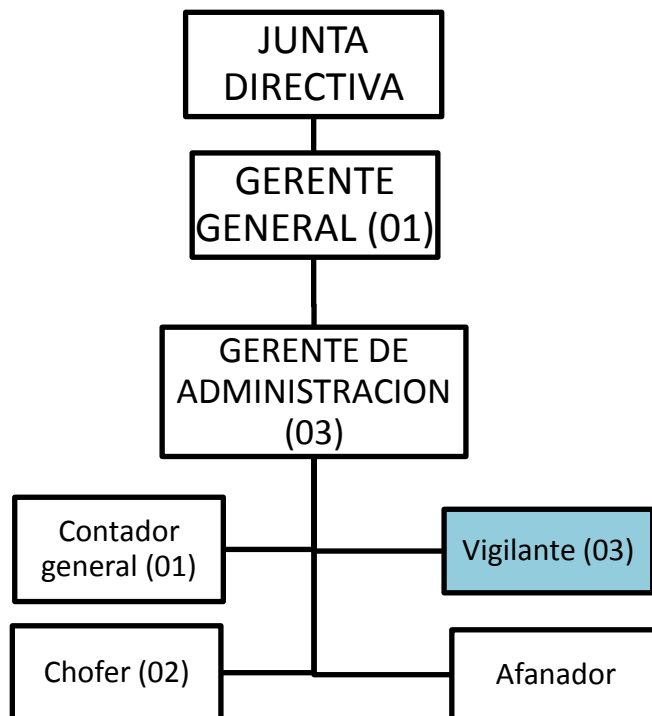 JUNTA
DIRECTIVA
GERENTE
GENERAL (01)
GERENTE DE
ADMINISTRACION
(03)
Contador
general (01)
Vigilante (03)
Chofer (02)
Afanador